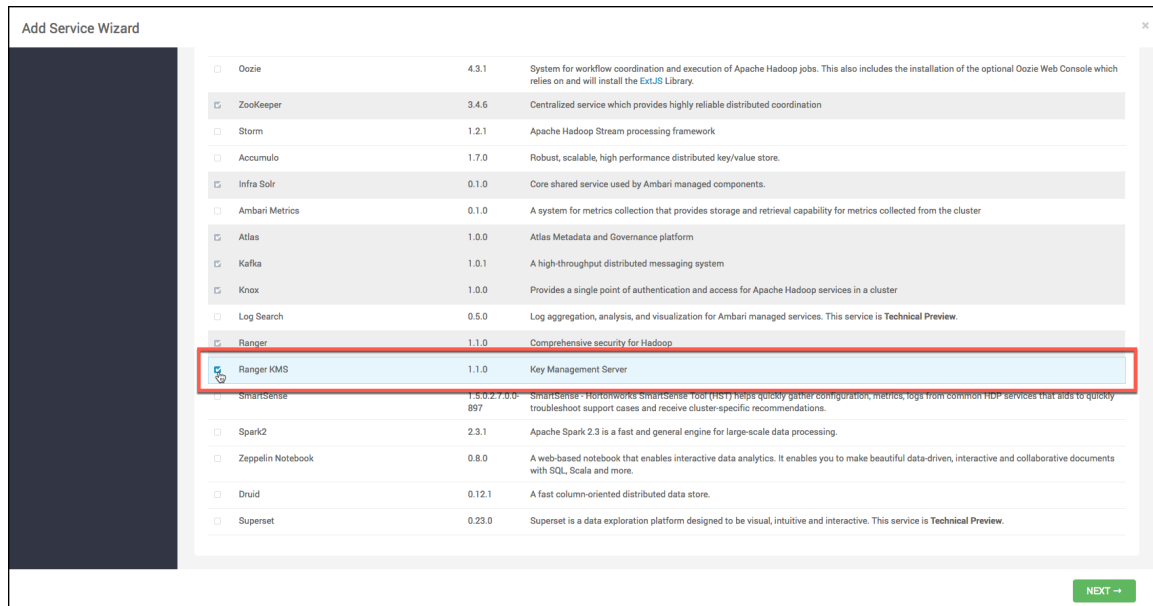 Add Service Wizard
×
Oozie 4.3.1 System for workflow coordination and execution of Apache Hadoop jobs. This also includes the installation of the optional Oozie Web Console which
relies on and will install the ExtJS Library.
ZooKeeper 3.4.6 Centralized service which provides highly reliable distributed coordination
Storm 1.2.1 Apache Hadoop Stream processing framework
Accumulo 1.7.0 Robust, scalable, high performance distributed key/value store.
Infra Solr 0.1.0 Core shared service used by Ambari managed components.
Ambari Metrics 0.1.0 A system for metrics collection that provides storage and retrieval capability for metrics collected from the cluster
Atlas 1.0.0 Atlas Metadata and Governance platform
Kafka 1.0.1 A high-throughput distributed messaging system
Knox 1.0.0 Provides a single point of authentication and access for Apache Hadoop services in a cluster
Log Search 0.5.0 Log aggregation, analysis, and visualization for Ambari managed services. This service is Technical Preview.
Ranger 1.1.0 Comprehensive security for Hadoop
Ranger KMS 1.1.0 Key Management Server
SmartSense 1.5.0.2.7.0.0- SmartSense - Hortonworks SmartSense Tool (HST) helps quickly gather configuration, metrics, logs from common HDP services that aids to quickly
897 troubleshoot support cases and receive cluster-specific recommendations.
Spark2 2.3.1 Apache Spark 2.3 is a fast and general engine for large-scale data processing.
Zeppelin Notebook 0.8.0 A web-based notebook that enables interactive data analytics. It enables you to make beautiful data-driven, interactive and collaborative documents
with SQL, Scala and more.
Druid 0.12.1 A fast column-oriented distributed data store.
Superset 0.23.0 Superset is a data exploration platform designed to be visual, intuitive and interactive. This service is Technical Preview.
NEXT →